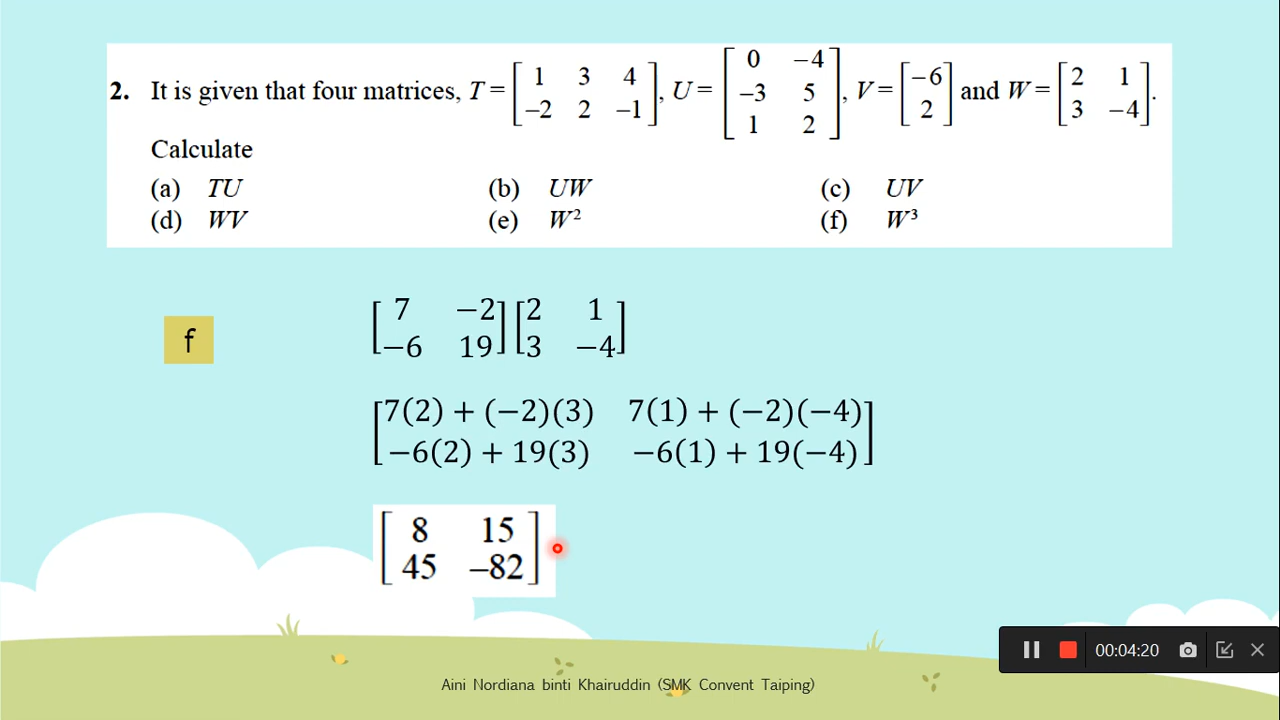 2. It is given that four matrices, T = [1 3 4; –2 2 –1], U = [0 –4; –3 5; 1 2], V = [–6; 2] and W = [2 1; 3 –4].
Calculate
(a) TU (b) UW (c) UV
(d) WV (e) W² (f) W³
f
[7 −2; −6 19] [2 1; 3 −4]
[7(2) + (−2)(3) 7(1) + (−2)(−4)
−6(2) + 19(3) −6(1) + 19(−4)]
[8 15
45 –82]
00:04:20
Aini Nordiana binti Khairuddin (SMK Convent Taiping)